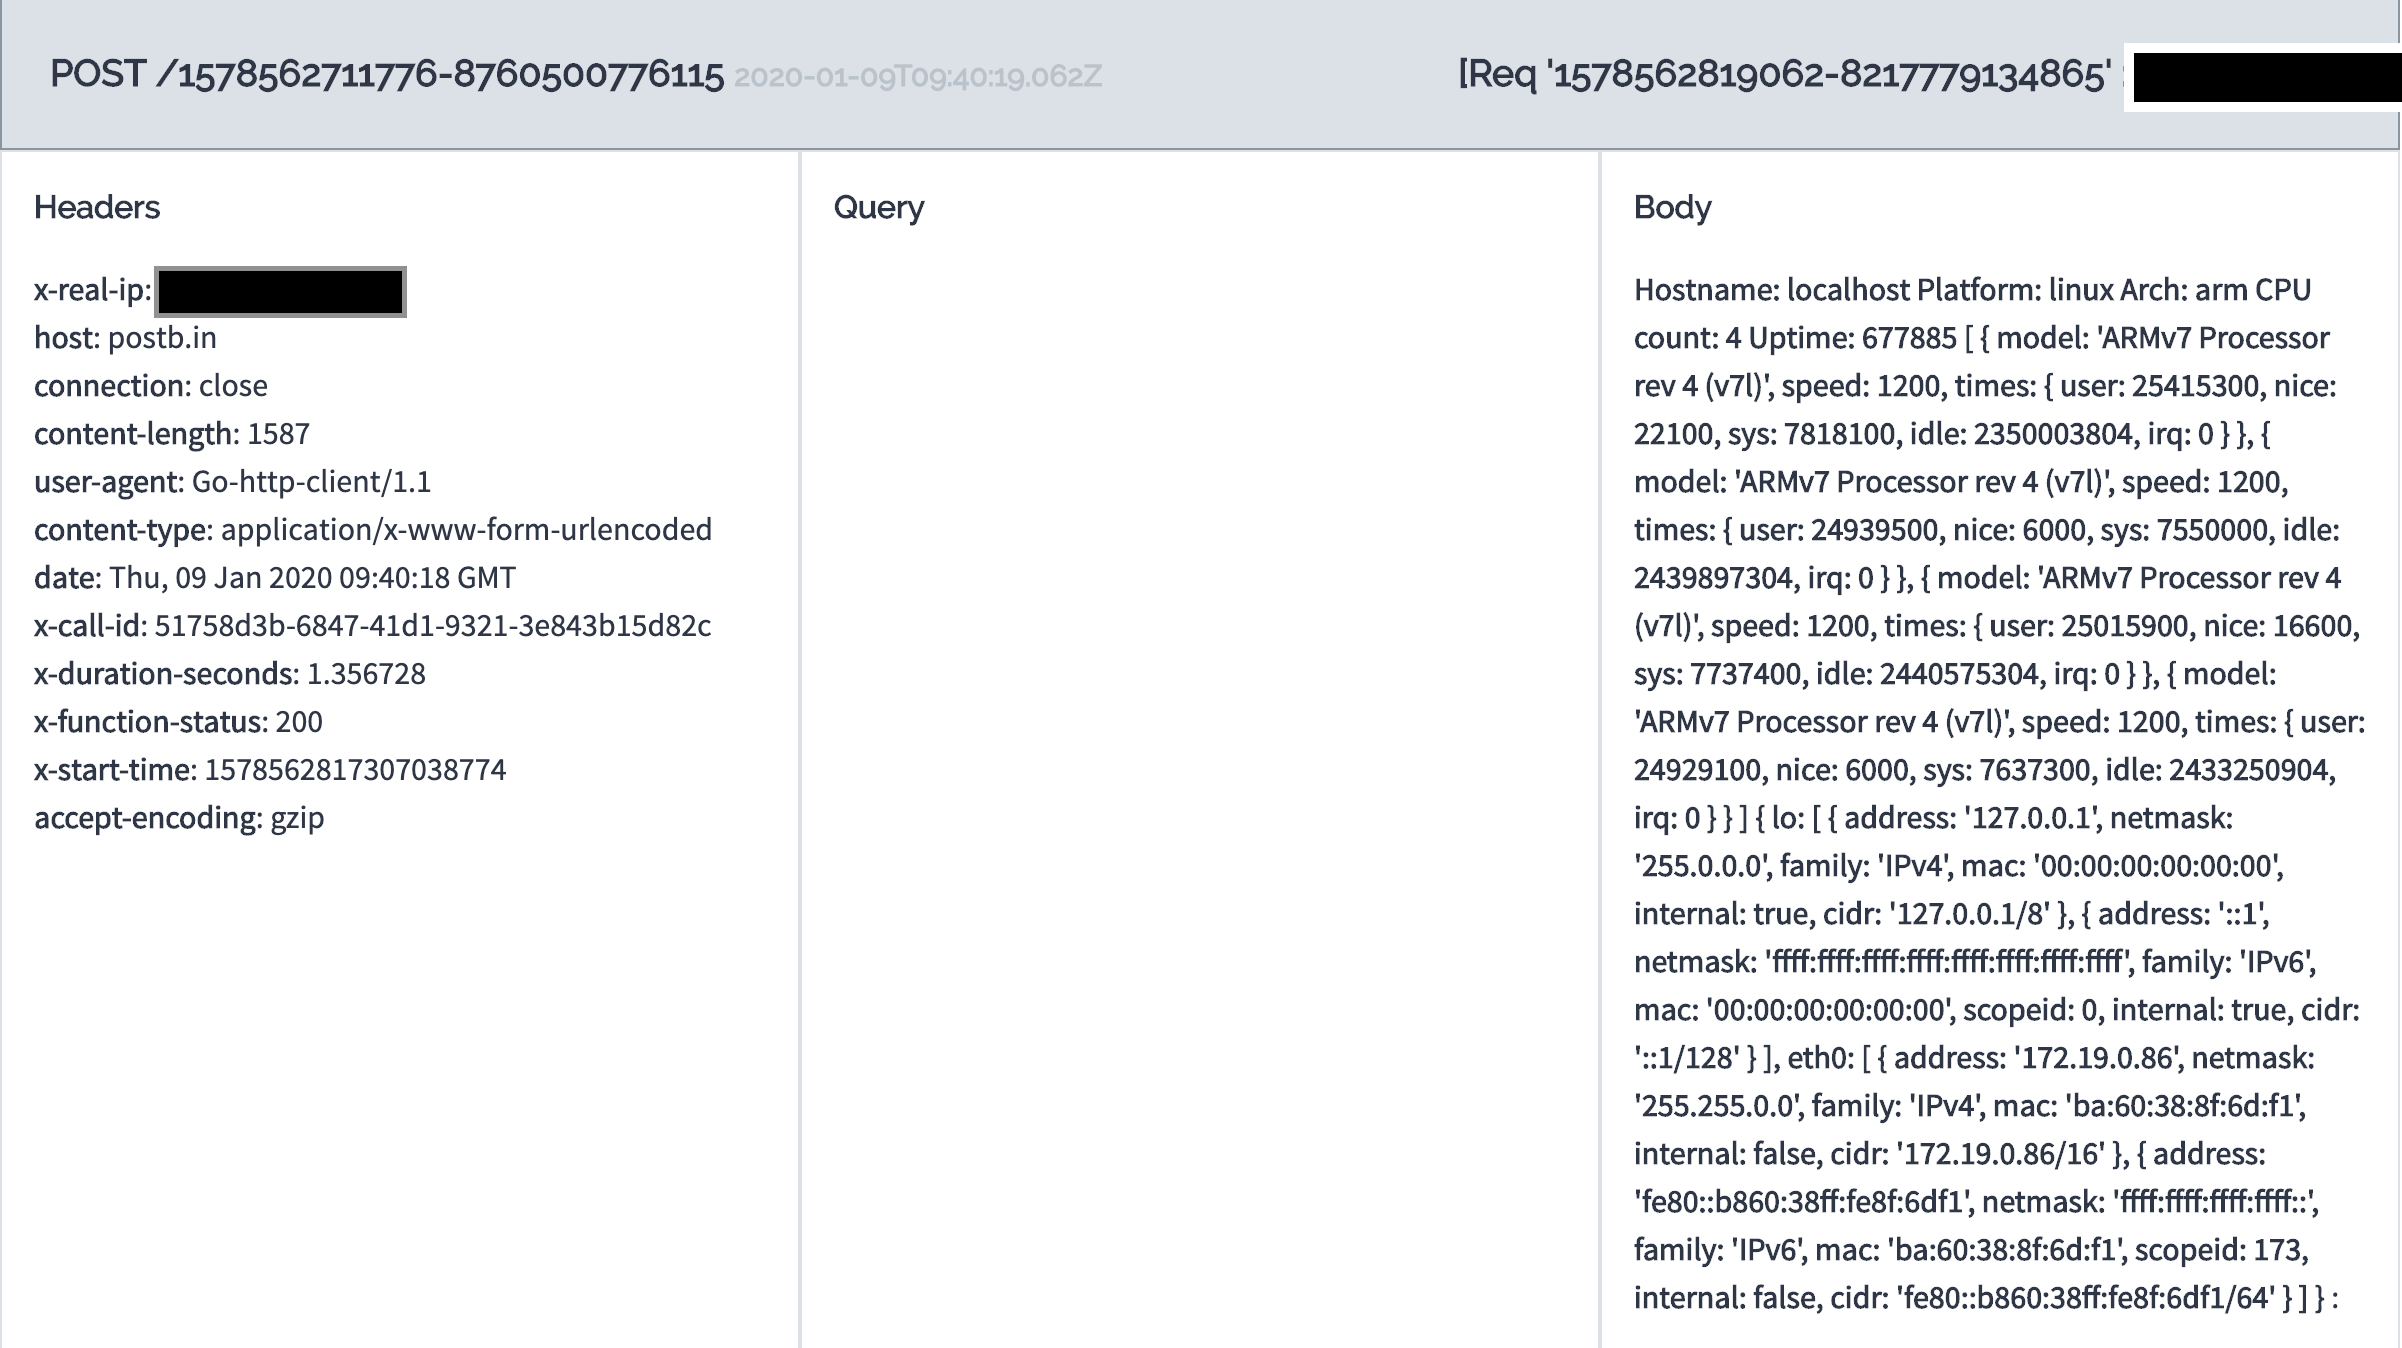 POST /1578562711776-8760500776115 2020-01-09T09:40:19.062Z
[Req '1578562819062-8217779134865' :
Headers
x-real-ip:
host: postb.in
connection: close
content-length: 1587
user-agent: Go-http-client/1.1
content-type: application/x-www-form-urlencoded
date: Thu, 09 Jan 2020 09:40:18 GMT
x-call-id: 51758d3b-6847-41d1-9321-3e843b15d82c
x-duration-seconds: 1.356728
x-function-status: 200
x-start-time: 1578562817307038774
accept-encoding: gzip
Query
Body
Hostname: localhost Platform: linux Arch: arm CPU
count: 4 Uptime: 677885 [ { model: 'ARMv7 Processor
rev 4 (v7l)', speed: 1200, times: { user: 25415300, nice:
22100, sys: 7818100, idle: 2350003804, irq: 0 } }, {
model: 'ARMv7 Processor rev 4 (v7l)', speed: 1200,
times: { user: 24939500, nice: 6000, sys: 7550000, idle:
2439897304, irq: 0 } }, { model: 'ARMv7 Processor rev 4
(v7l)', speed: 1200, times: { user: 25015900, nice: 16600,
sys: 7737400, idle: 2440575304, irq: 0 } }, { model:
'ARMv7 Processor rev 4 (v7l)', speed: 1200, times: { user:
24929100, nice: 6000, sys: 7637300, idle: 2433250904,
irq: 0 } } ] { lo: [ { address: '127.0.0.1', netmask:
'255.0.0.0', family: 'IPv4', mac: '00:00:00:00:00:00',
internal: true, cidr: '127.0.0.1/8' }, { address: '::1',
netmask: 'ffff:ffff:ffff:ffff:ffff:ffff:ffff:ffff', family: 'IPv6',
mac: '00:00:00:00:00:00', scopeid: 0, internal: true, cidr:
'::1/128' } ], eth0: [ { address: '172.19.0.86', netmask:
'255.255.0.0', family: 'IPv4', mac: 'ba:60:38:8f:6d:f1',
internal: false, cidr: '172.19.0.86/16' }, { address:
'fe80::b860:38ff:fe8f:6df1', netmask: 'ffff:ffff:ffff:ffff::',
family: 'IPv6', mac: 'ba:60:38:8f:6d:f1', scopeid: 173,
internal: false, cidr: 'fe80::b860:38ff:fe8f:6df1/64' } ] } :